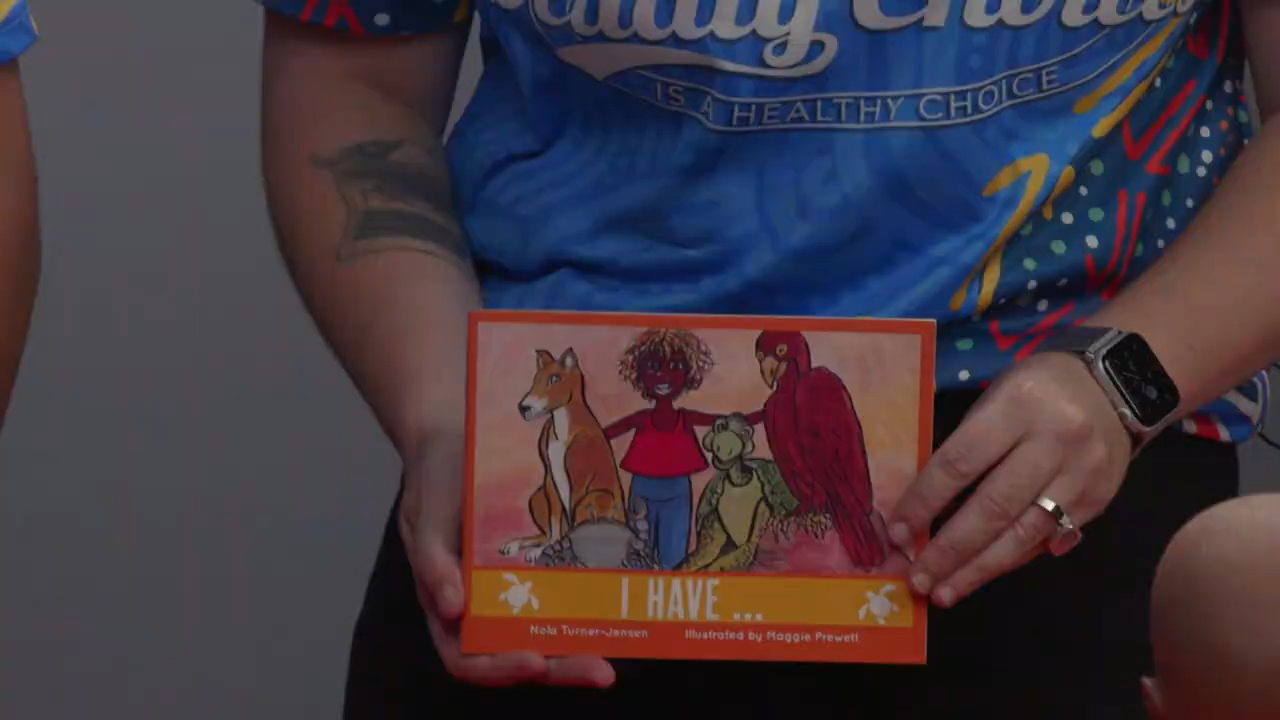 IS A HEALTHY CHOICE
I HAVE ...
Nola Turner-Jensen Illustrated by Maggie Prewett